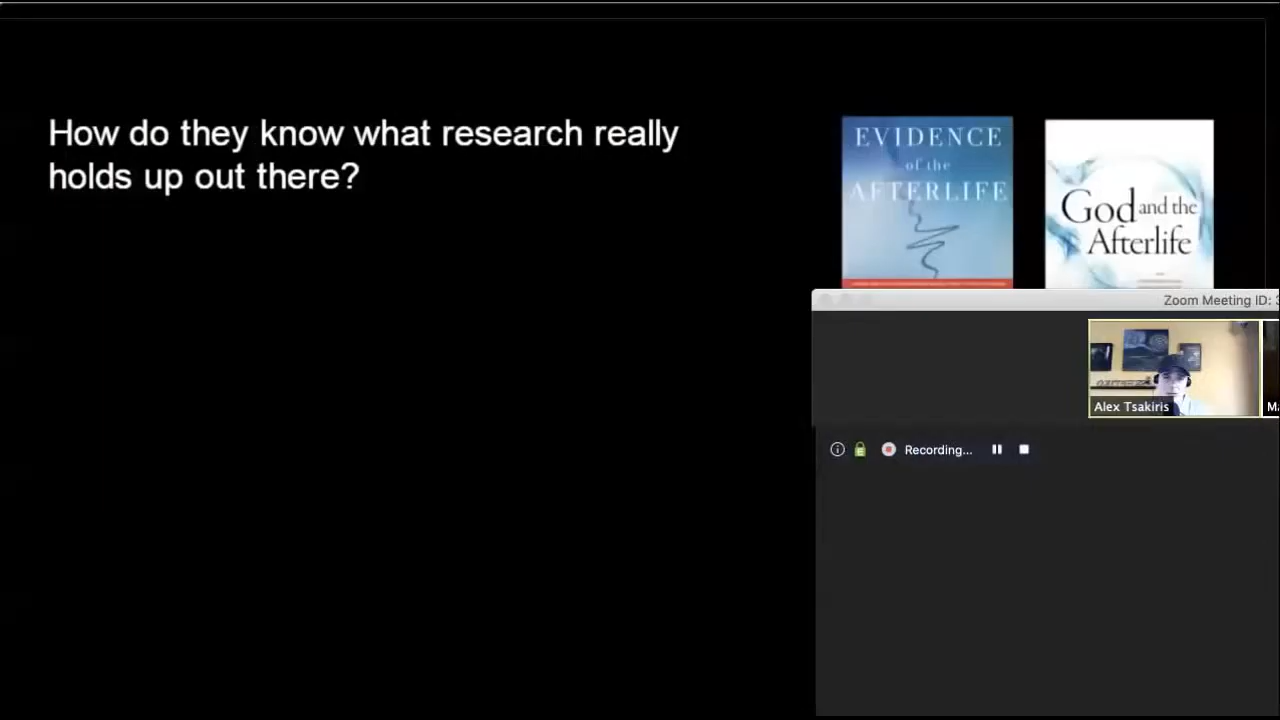 How do they know what research really
holds up out there?
EVIDENCE
of the
AFTERLIFE
God and the
Afterlife
Zoom Meeting ID:
Alex Tsakiris
Recording...